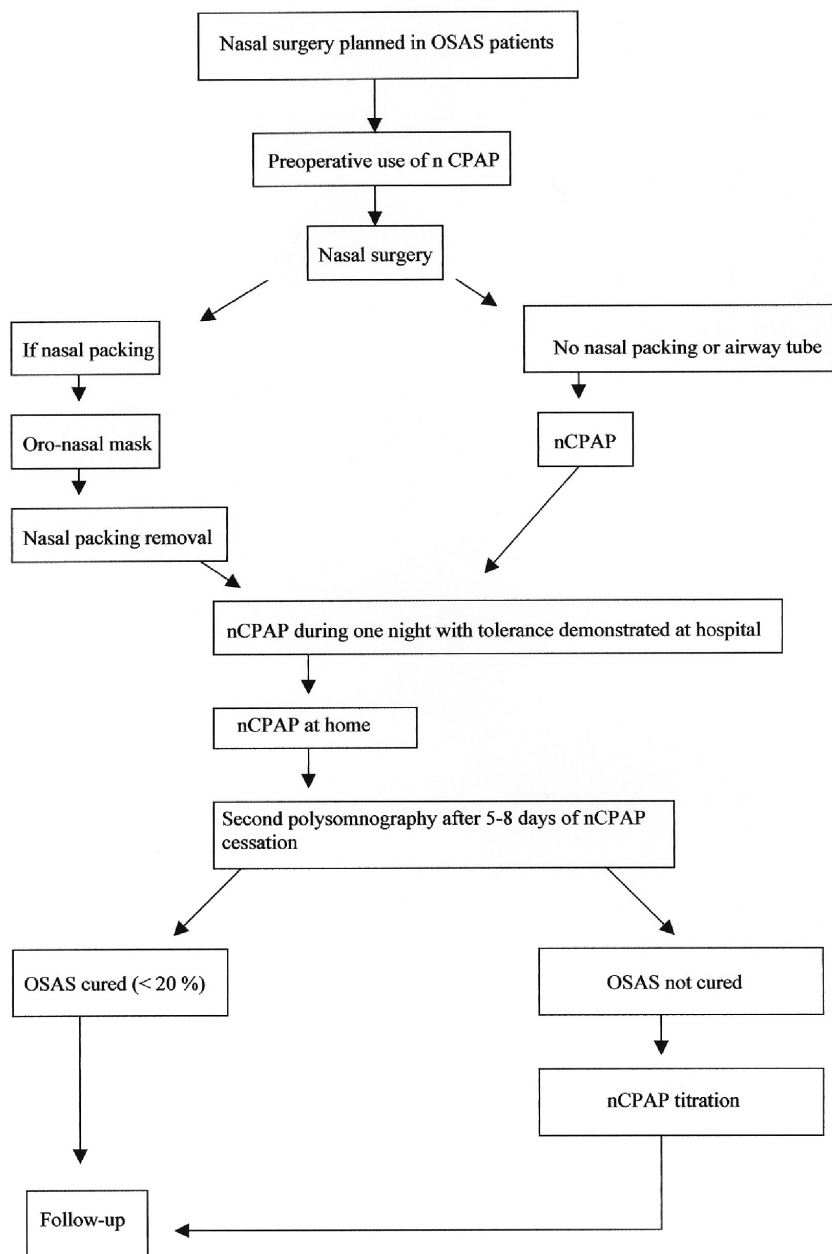 Nasal surgery planned in OSAS patients
Preoperative use of n CPAP
Nasal surgery
If nasal packing
No nasal packing or airway tube
Oro-nasal mask
nCPAP
Nasal packing removal
nCPAP during one night with tolerance demonstrated at hospital
nCPAP at home
Second polysomnography after 5-8 days of nCPAP
cessation
OSAS cured (< 20 %)
OSAS not cured
nCPAP titration
Follow-up